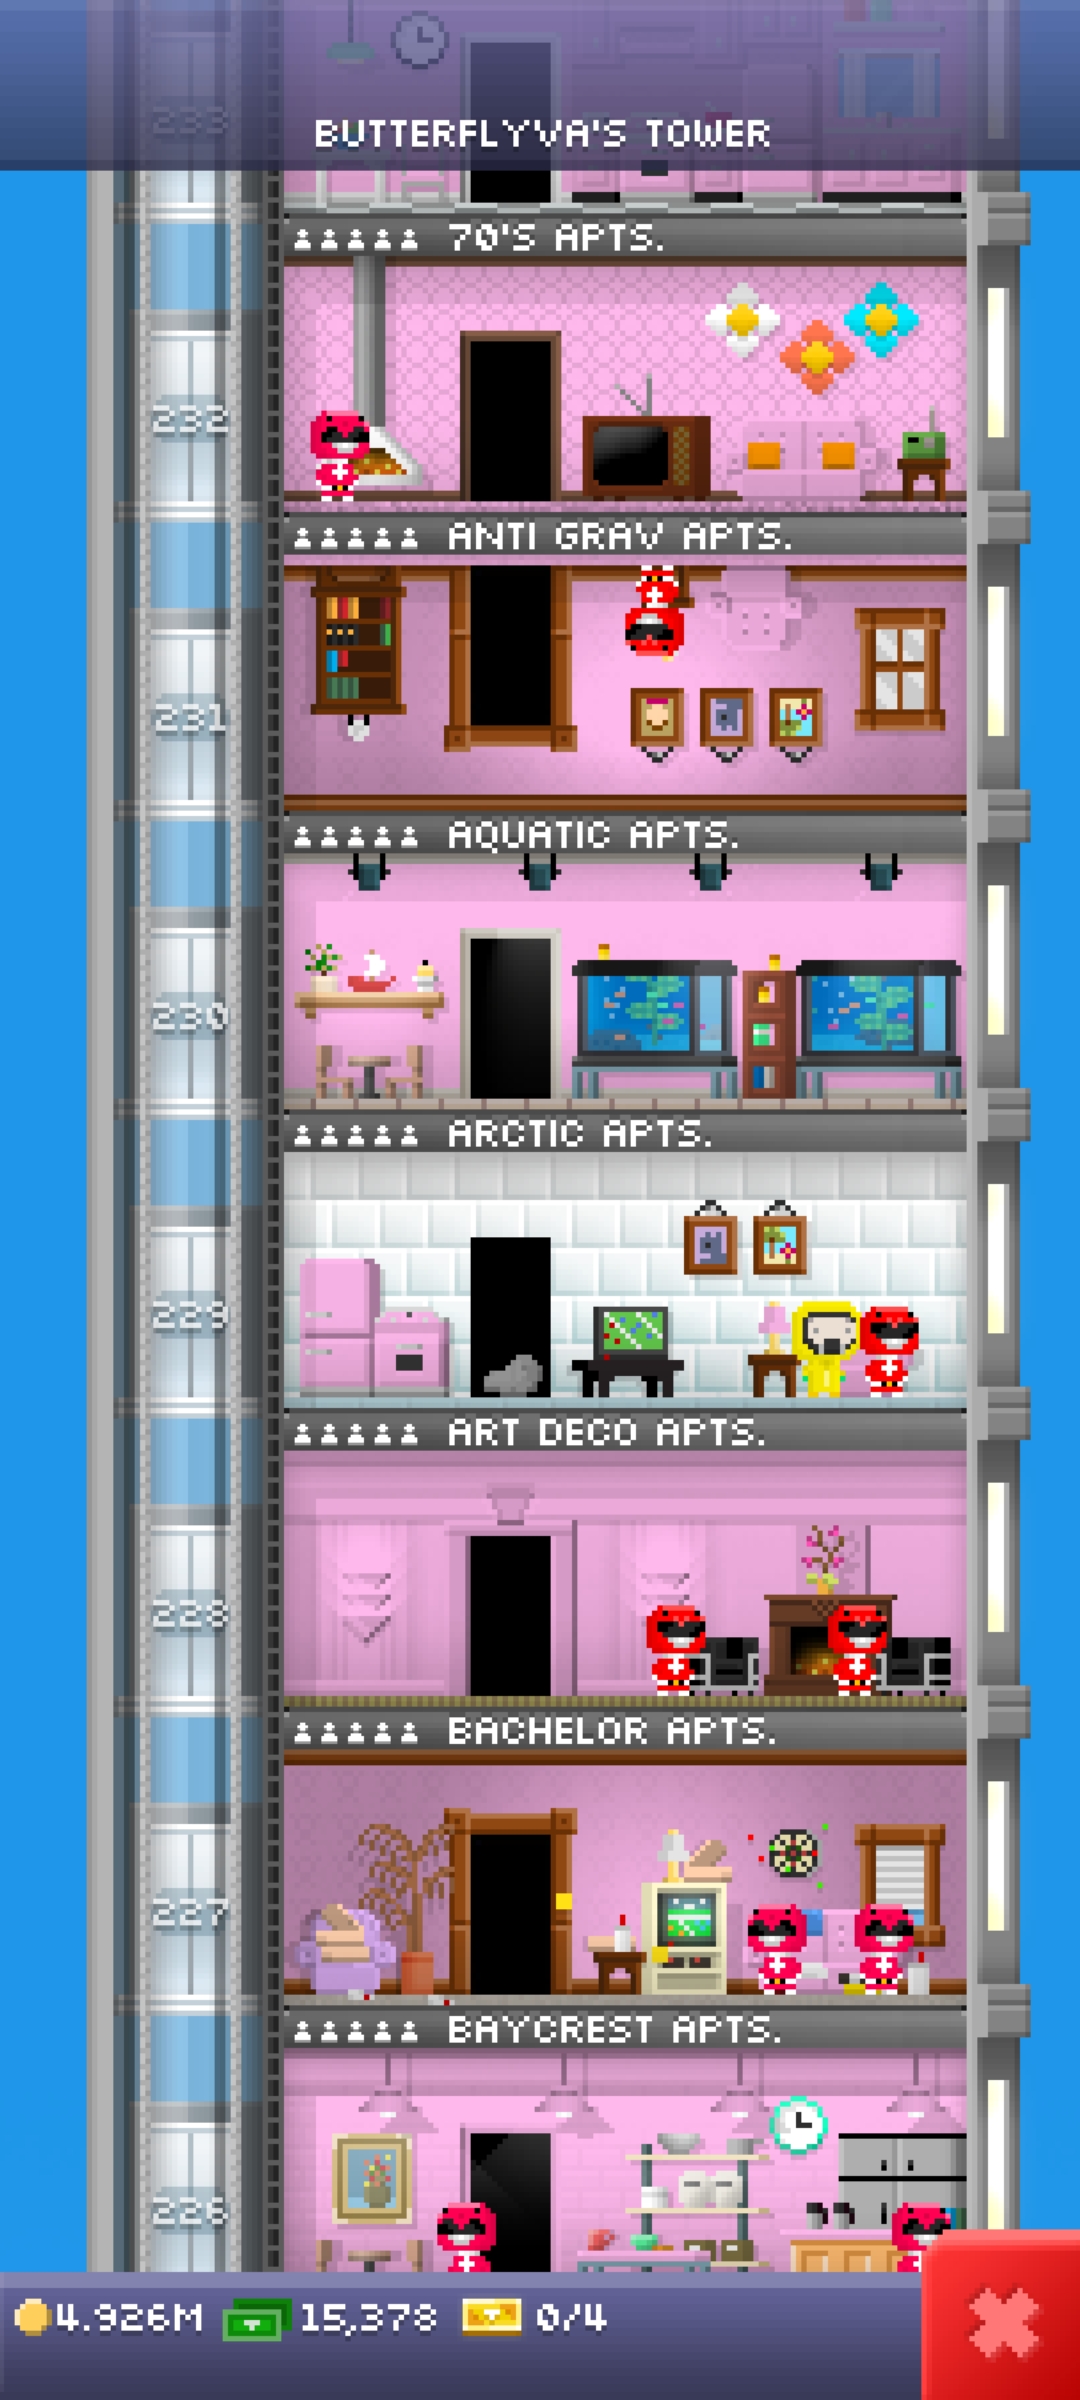 233
BUTTERFLYVA'S TOWER
70'S APTS.
232
ANTI GRAV APTS.
231
AQUATIC APTS.
230
ARCTIC APTS.
229
ART DECO APTS.
228
BACHELOR APTS.
227
BAYCREST APTS.
226
4.926M 15,378 0/4